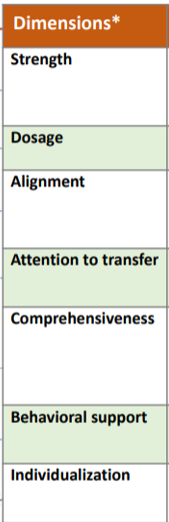 Dimensions*
Strength
Dosage
Alignment
Attention to transfer
Comprehensiveness
Behavioral support
Individualization